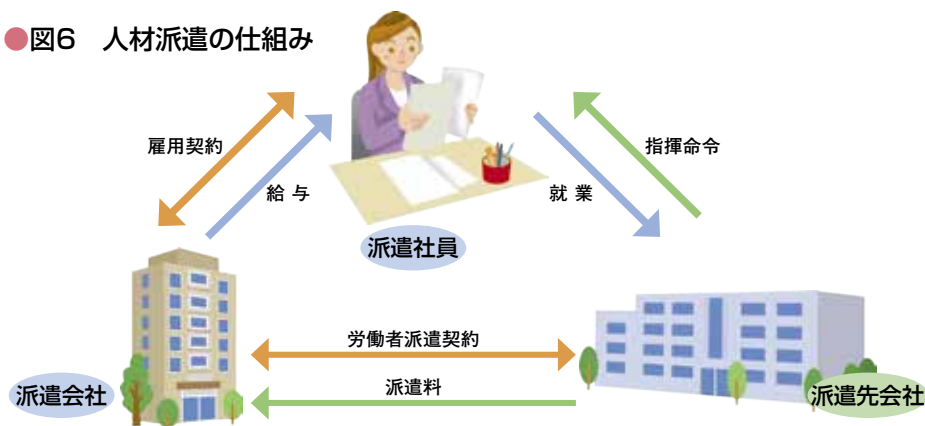 ●図6 人材派遣の仕組み
雇用契約
給与
就業
指揮命令
派遣社員
労働者派遣契約
派遣料
派遣会社
派遣先会社